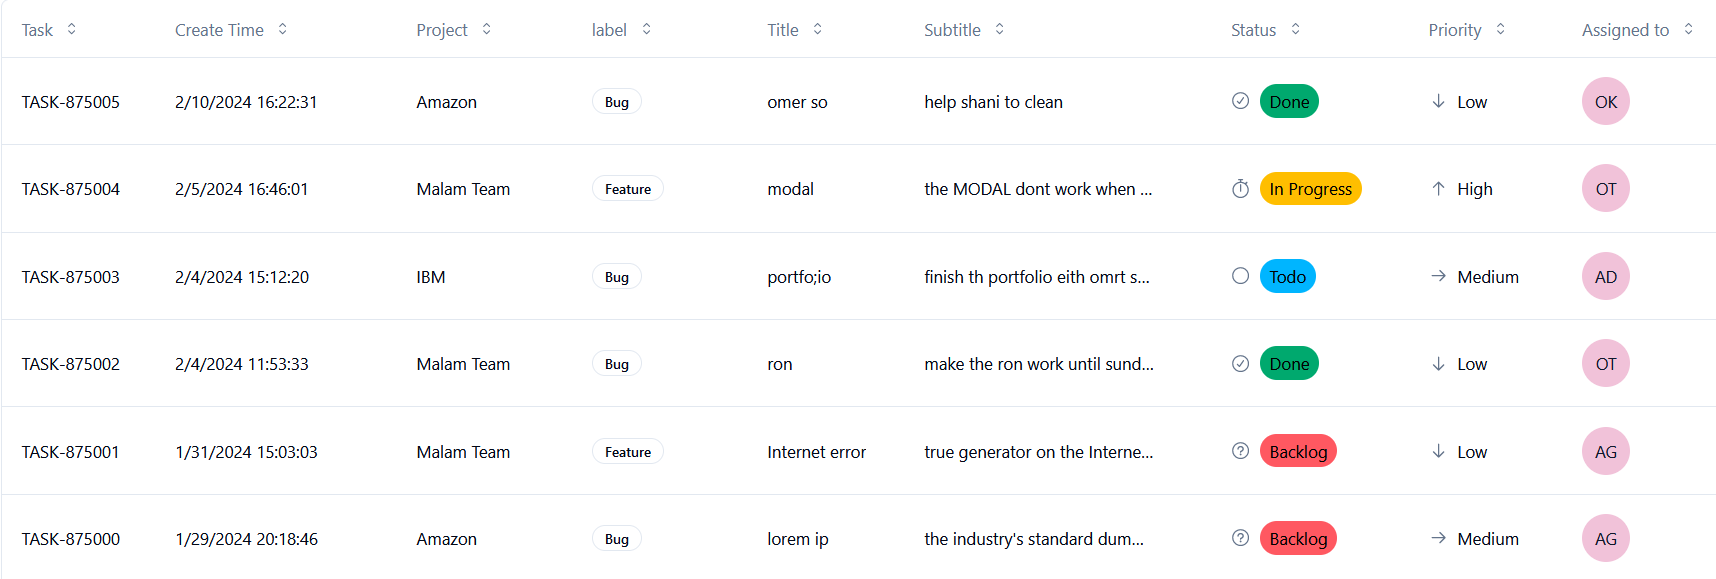 Task Create Time Project label Title Subtitle Status Priority Assigned to
TASK-875005 2/10/2024 16:22:31 Amazon Bug omer so help shani to clean Done Low OK
TASK-875004 2/5/2024 16:46:01 Malam Team Feature modal the MODAL dont work when ... In Progress High OT
TASK-875003 2/4/2024 15:12:20 IBM Bug portfo;io finish th portfolio eith omrt s... Todo Medium AD
TASK-875002 2/4/2024 11:53:33 Malam Team Bug ron make the ron work until sund... Done Low OT
TASK-875001 1/31/2024 15:03:03 Malam Team Feature Internet error true generator on the Interne... Backlog Low AG
TASK-875000 1/29/2024 20:18:46 Amazon Bug lorem ip the industry's standard dum... Backlog Medium AG